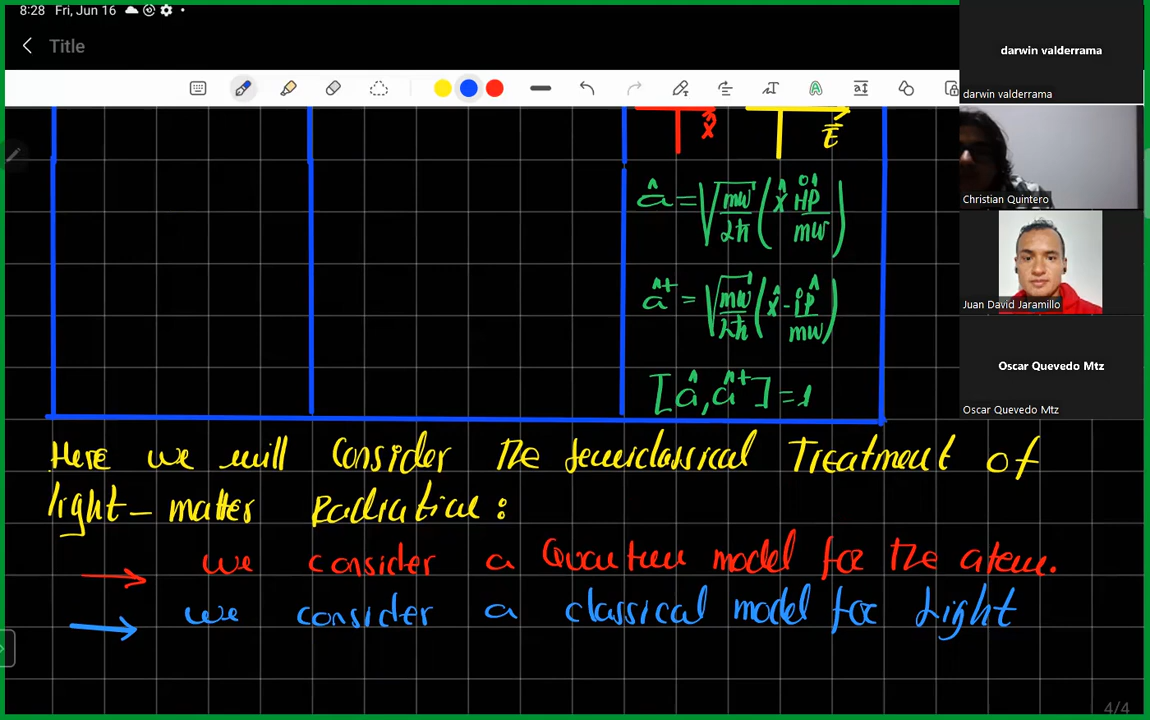 8:28 Fri, Jun 16
Title
darwin valderrama
darwin valderrama
Christian Quintero
Juan David Jaramillo
Oscar Quevedo Mtz
Oscar Quevedo Mtz
x E
â = √(mω/2ħ) (x̂ + ip̂/mω)
â† = √(mω/2ħ) (x̂ - ip̂/mω)
[â, â†] = 1
Here we will Consider the semiclassical Treatment of
light - matter Radiation :
→ we consider a Quantum model for the atom.
→ we consider a classical model for Light
4/4